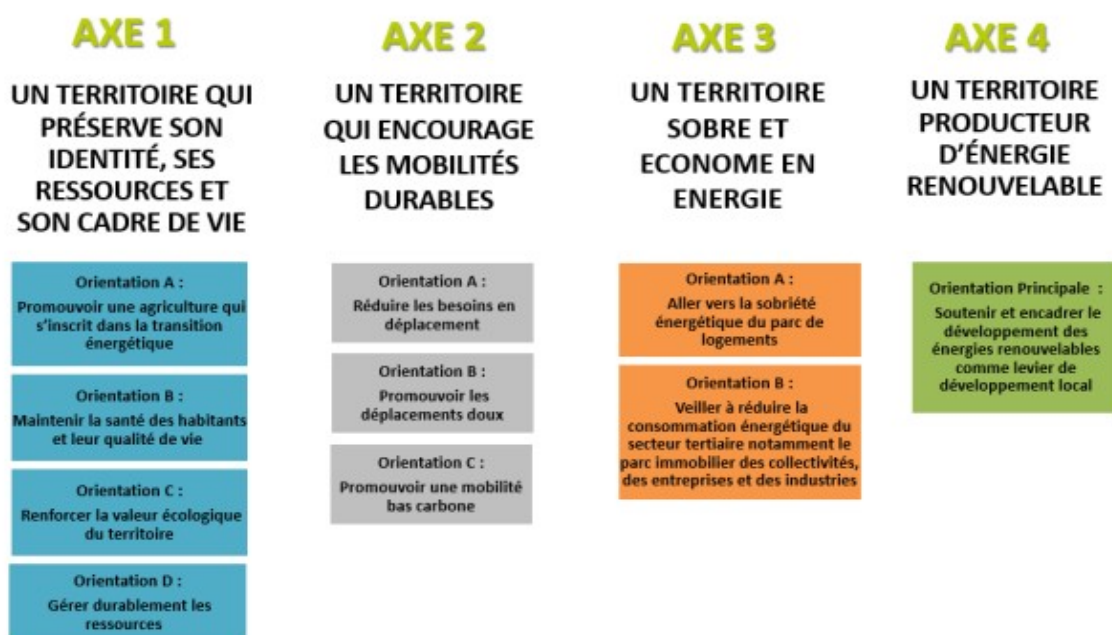 AXE 1
UN TERRITOIRE QUI
PRÉSERVE SON
IDENTITÉ, SES
RESSOURCES ET
SON CADRE DE VIE
Orientation A :
Promouvoir une agriculture qui
s'inscrit dans la transition
énergétique
Orientation B :
Maintenir la santé des habitants
et leur qualité de vie
Orientation C :
Renforcer la valeur écologique
du territoire
Orientation D :
Gérer durablement les
ressources
AXE 2
UN TERRITOIRE
QUI ENCOURAGE
LES MOBILITÉS
DURABLES
Orientation A :
Réduire les besoins en
déplacement
Orientation B :
Promouvoir les
déplacements doux
Orientation C :
Promouvoir une mobilité
bas carbone
AXE 3
UN TERRITOIRE
SOBRE ET
ECONOME EN
ENERGIE
Orientation A :
Aller vers la sobriété
énergétique du parc de
logements
Orientation B :
Veiller à réduire la
consommation énergétique du
secteur tertiaire notamment le
parc immobilier des collectivités,
des entreprises et des industries
AXE 4
UN TERRITOIRE
PRODUCTEUR
D'ÉNERGIE
RENOUVELABLE
Orientation Principale :
Soutenir et encadrer le
développement des
énergies renouvelables
comme levier de
développement local